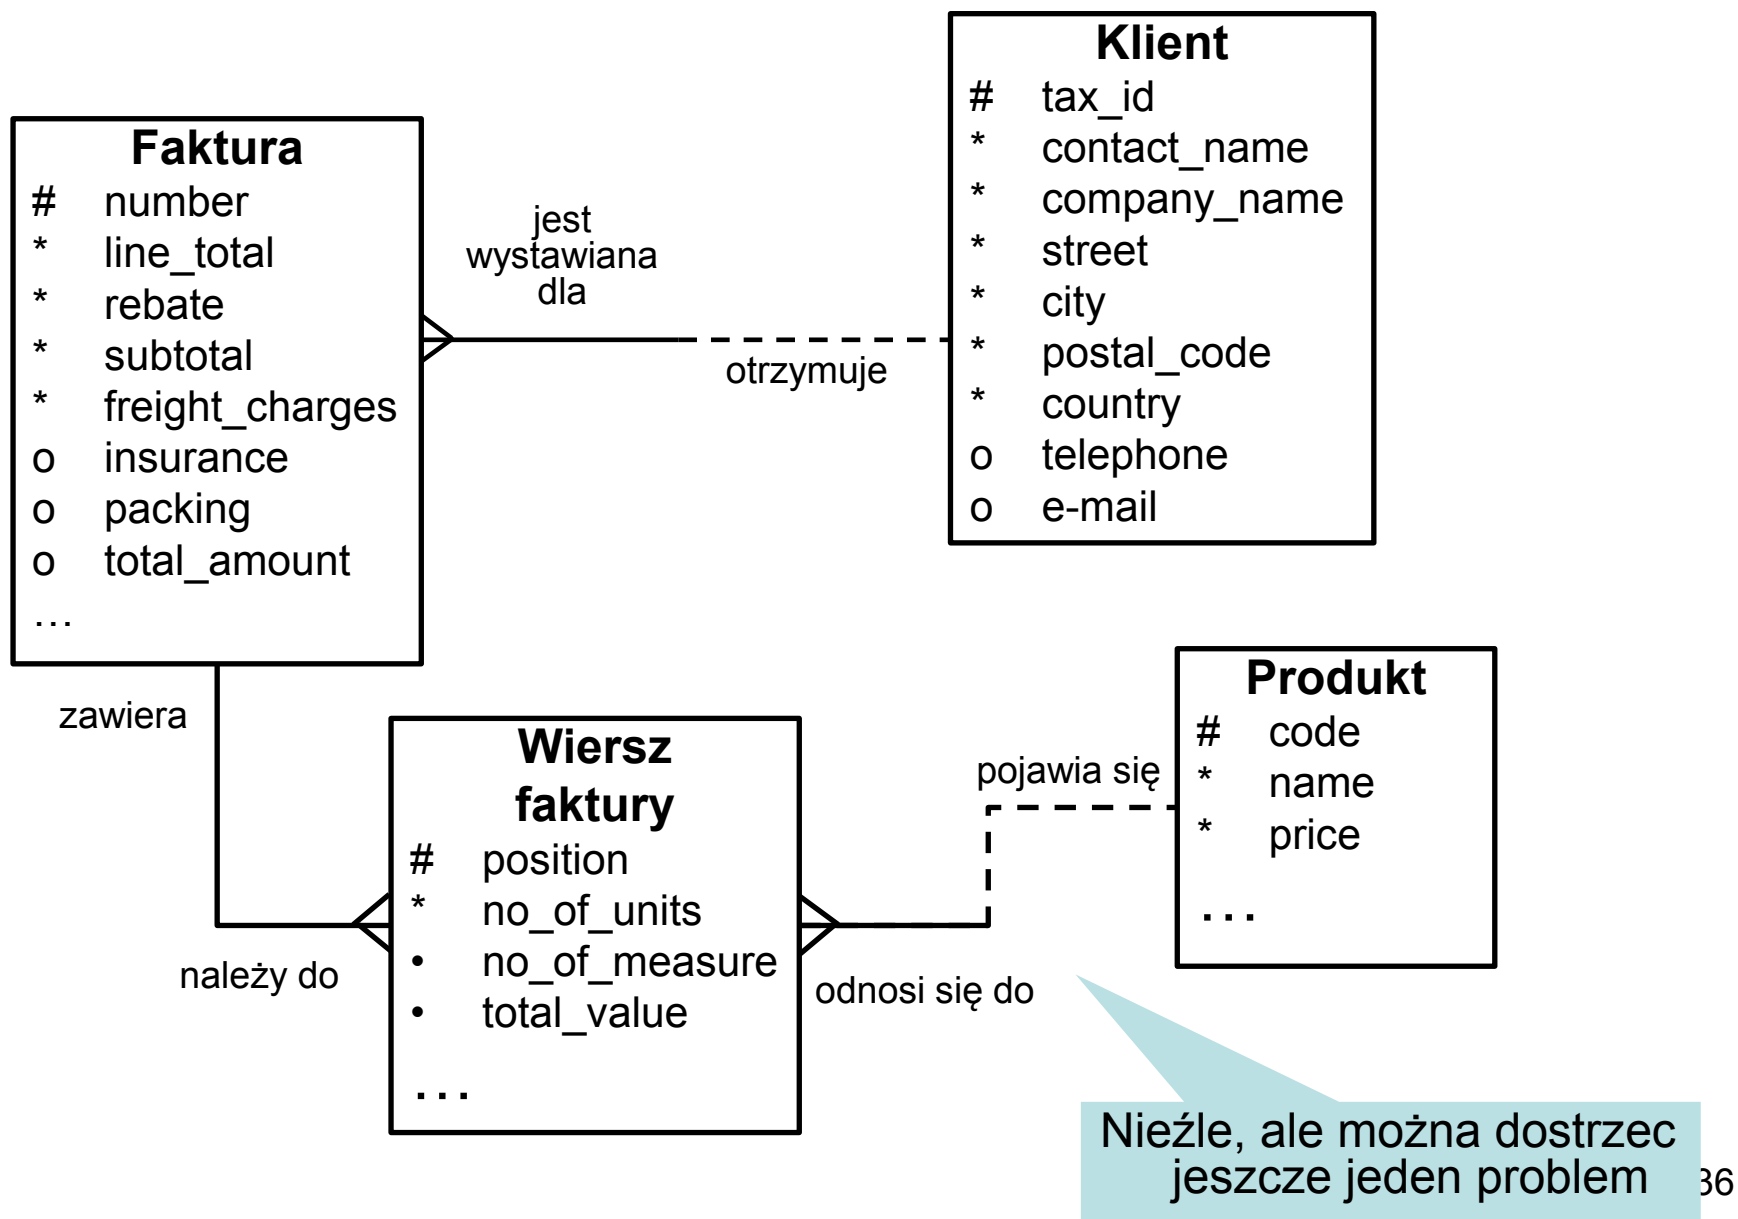 Klient
# tax_id
* contact_name
* company_name
* street
* city
* postal_code
* country
o telephone
o e-mail
Faktura
# number
* line_total
* rebate
* subtotal
* freight_charges
o insurance
o packing
o total_amount
…
jest
wystawiana
dla
otrzymuje
zawiera
należy do
Wiersz
faktury
# position
* no_of_units
• no_of_measure
• total_value
…
pojawia się
odnosi się do
Produkt
# code
* name
* price
…
Nieźle, ale można dostrzec
jeszcze jeden problem
36